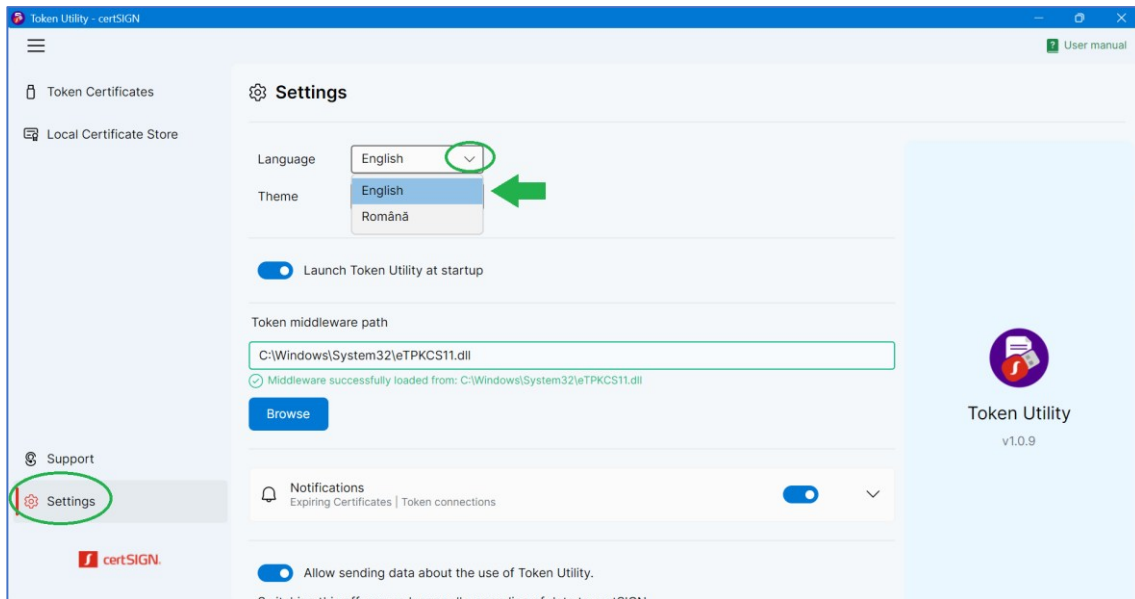 Token Utility - certSIGN
User manual
Token Certificates
Local Certificate Store
Settings
Language
English
English
Română
Theme
Launch Token Utility at startup
Token middleware path
C:\Windows\System32\eTPKCS11.dll
Middleware successfully loaded from: C:\Windows\System32\eTPKCS11.dll
Browse
Token Utility
v1.0.9
Support
Settings
Notifications
Expiring Certificates | Token connections
certSIGN.
Allow sending data about the use of Token Utility.